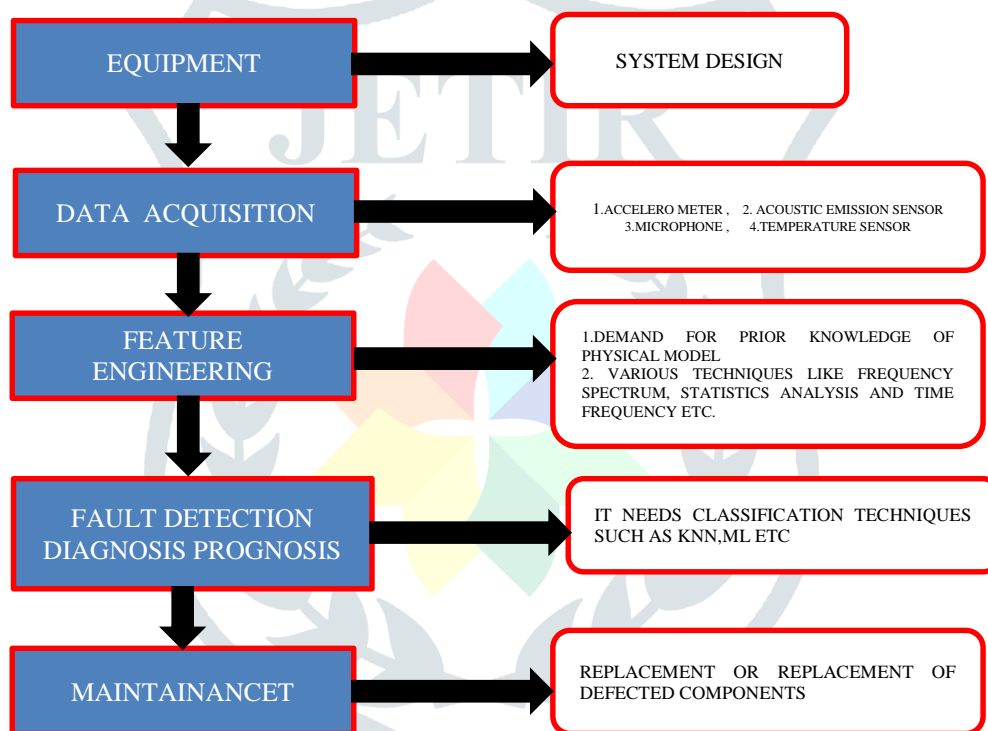 EQUIPMENT
SYSTEM DESIGN
JETIR
DATA ACQUISITION
1.ACCELERO METER , 2. ACOUSTIC EMISSION SENSOR
3.MICROPHONE , 4.TEMPERATURE SENSOR
FEATURE
ENGINEERING
1.DEMAND FOR PRIOR KNOWLEDGE OF
PHYSICAL MODEL
2. VARIOUS TECHNIQUES LIKE FREQUENCY
SPECTRUM, STATISTICS ANALYSIS AND TIME
FREQUENCY ETC.
FAULT DETECTION
DIAGNOSIS PROGNOSIS
IT NEEDS CLASSIFICATION TECHNIQUES
SUCH AS KNN,ML ETC
MAINTAINANCET
REPLACEMENT OR REPLACEMENT OF
DEFECTED COMPONENTS